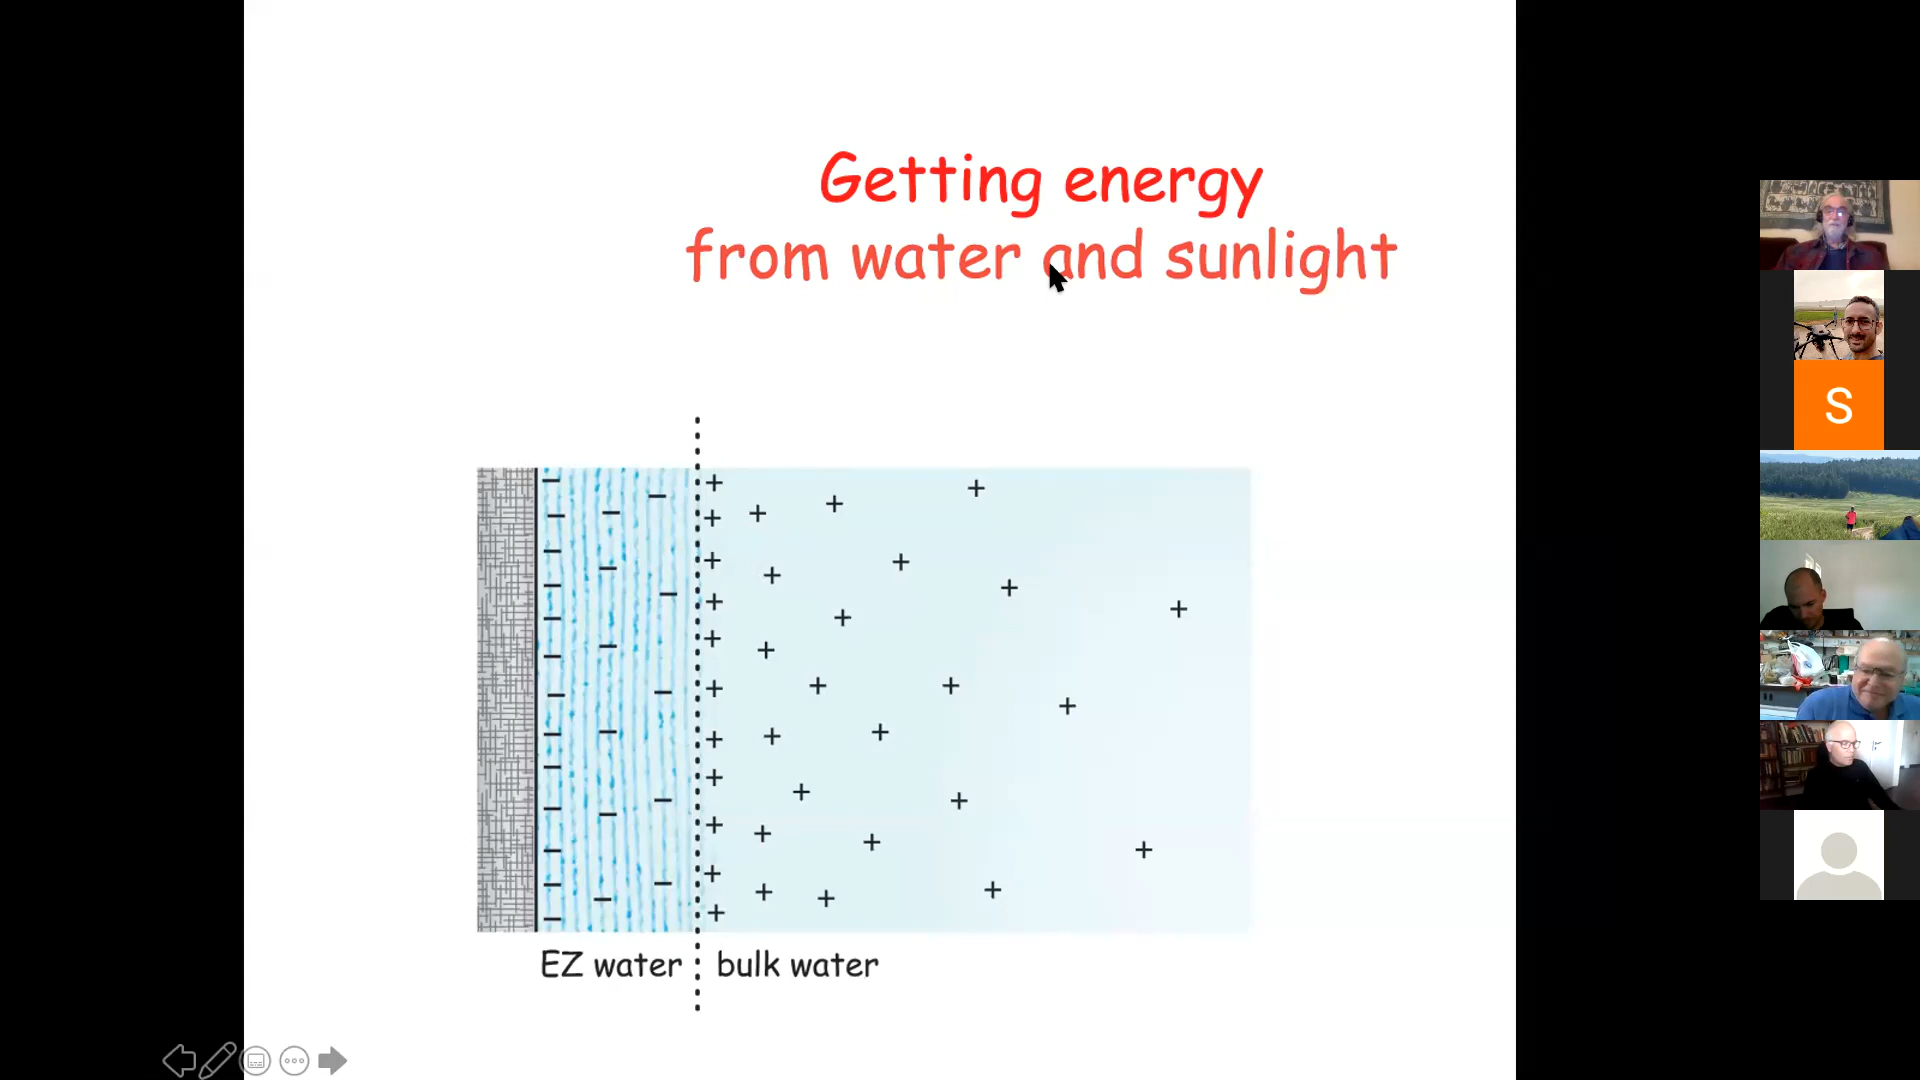 Getting energy
from water and sunlight
S
EZ water
bulk water